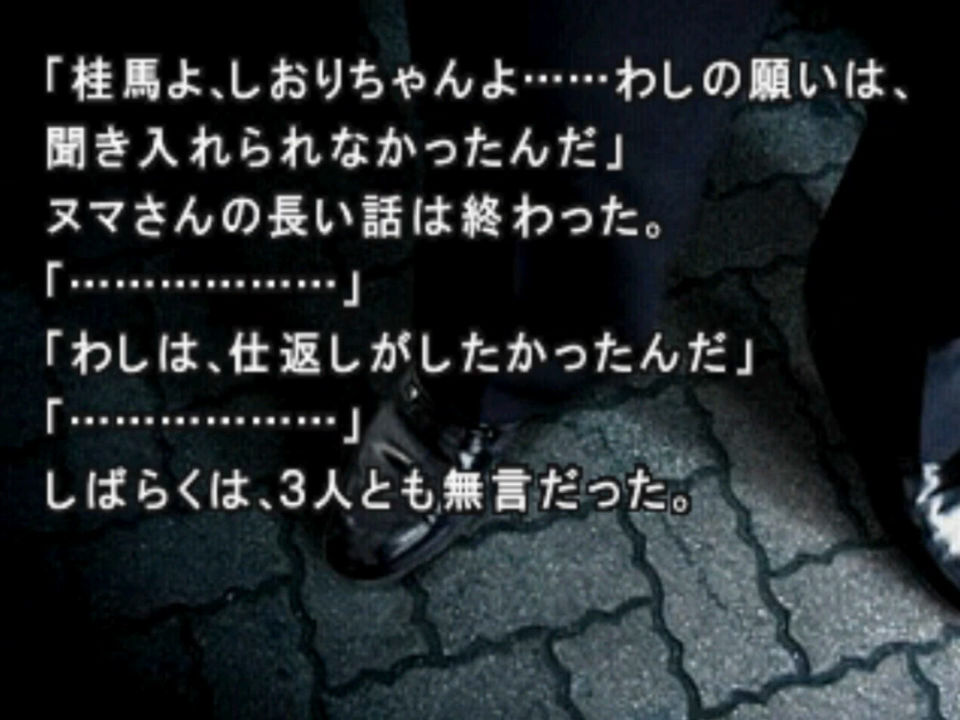 「桂馬よ、しおりちゃんよ……わしの願いは、
聞き入れられなかったんだ」
ヌマさんの長い話は終わった。
「………………」
「わしは、仕返しがしたかったんだ」
「………………」
しばらくは、3人とも無言だった。